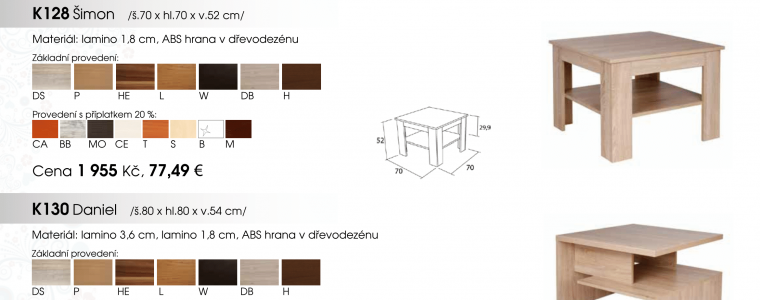 K128 Šimon /š.70 x hl.70 x v.52 cm/
Materiál: lamino 1,8 cm, ABS hrana v dřevodezénu
Základní provedení:
DS P HE L W DB H
Provedení s příplatkem 20 %:
CA BB MO CE T S B M
Cena 1 955 Kč, 77,49 €
52
29,9
70
70
K130 Daniel /š.80 x hl.80 x v.54 cm/
Materiál: lamino 3,6 cm, lamino 1,8 cm, ABS hrana v dřevodezénu
Základní provedení:
DS P HE L W DB H